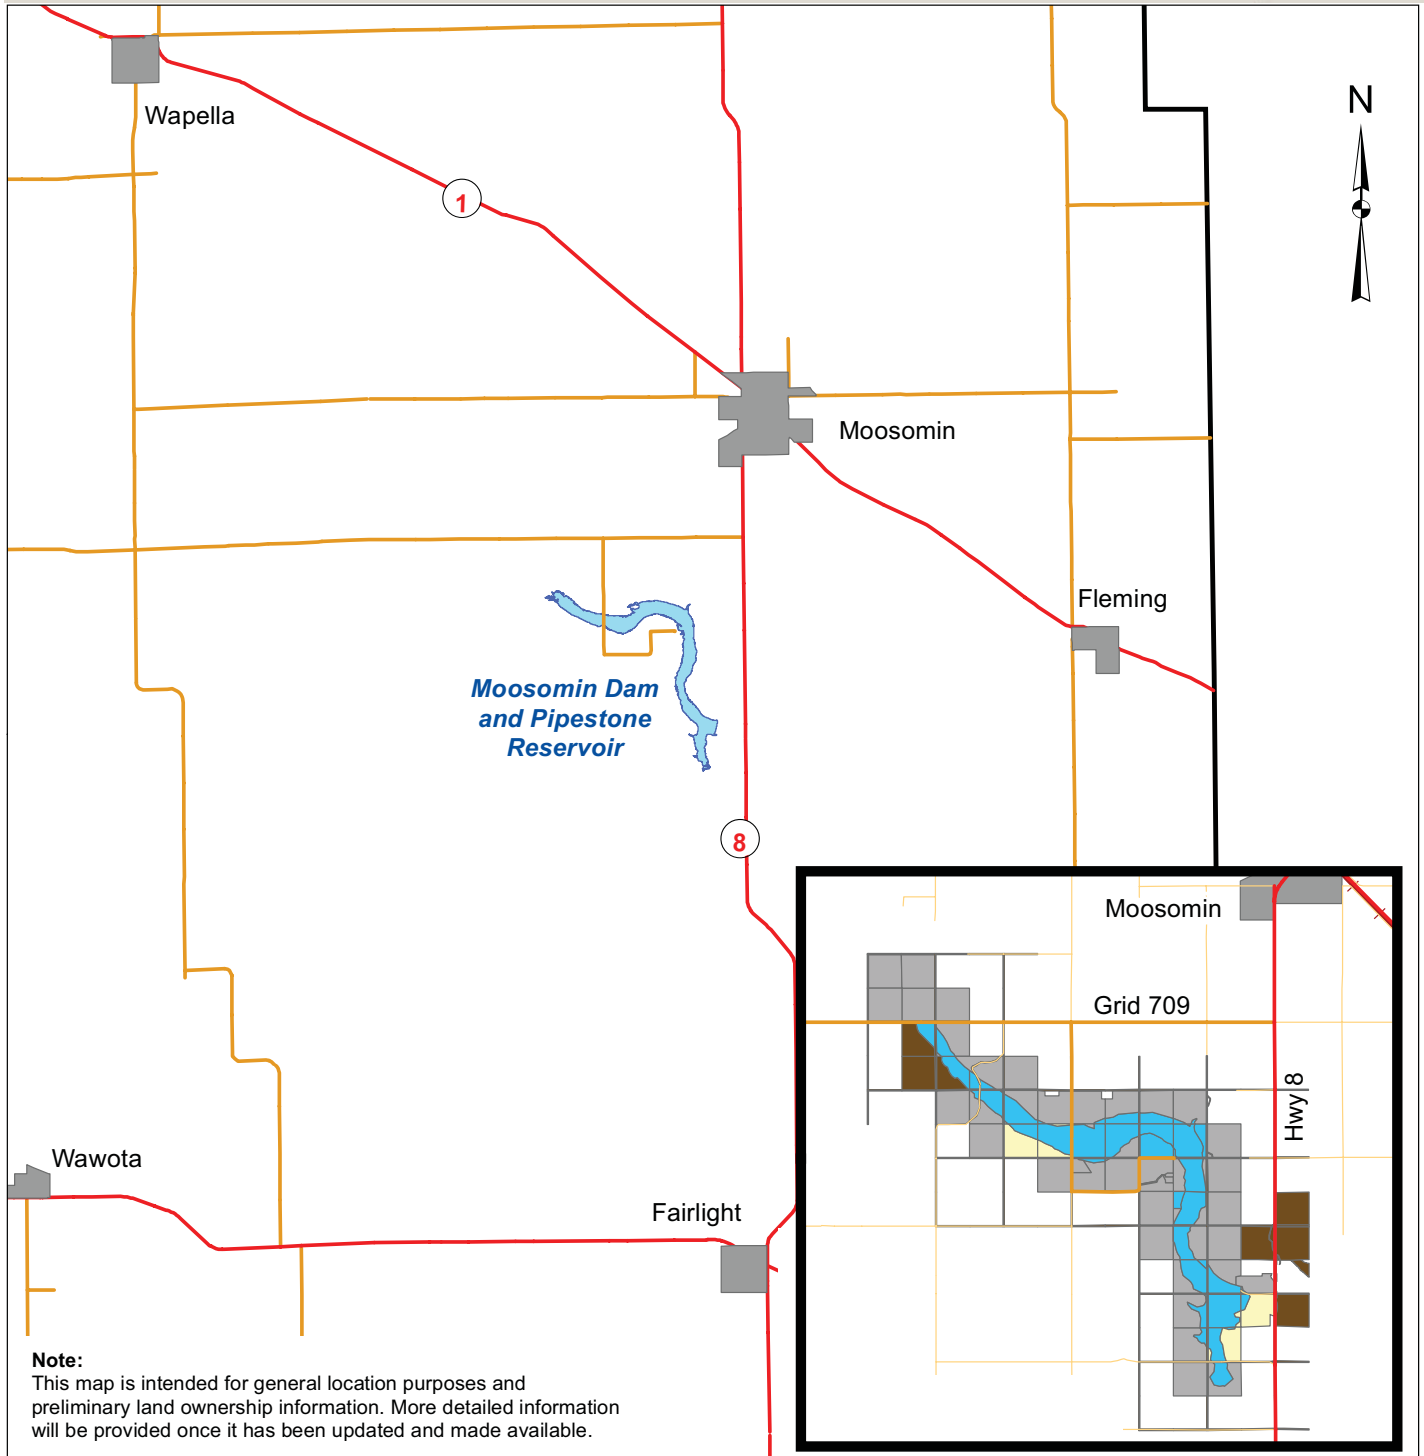 N
Wapella
1
Moosomin
Fleming
Moosomin Dam
and Pipestone
Reservoir
8
Moosomin
Grid 709
Hwy 8
Wawota
Fairlight
Note:
This map is intended for general location purposes and
preliminary land ownership information. More detailed information
will be provided once it has been updated and made available.